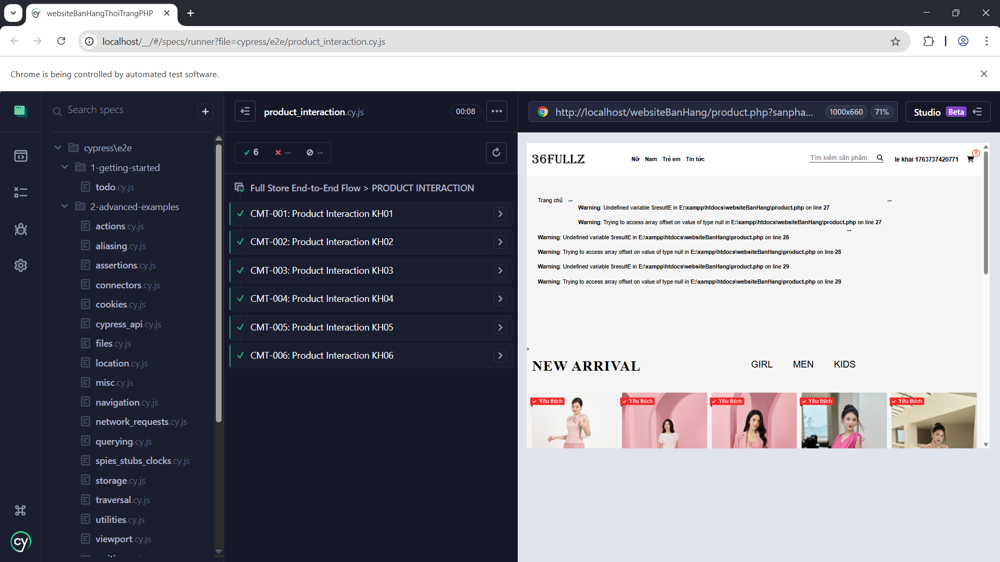 websiteBanHangThoiTrangPHP
localhost/__/#/specs/runner?file=cypress/e2e/product_interaction.cy.js
Chrome is being controlled by automated test software.
Search specs
cypress\e2e
1-getting-started
todo.cy.js
2-advanced-examples
actions.cy.js
aliasing.cy.js
assertions.cy.js
connectors.cy.js
cookies.cy.js
cypress_api.cy.js
files.cy.js
location.cy.js
misc.cy.js
navigation.cy.js
network_requests.cy.js
querying.cy.js
spies_stubs_clocks.cy.js
storage.cy.js
traversal.cy.js
utilities.cy.js
viewport.cy.js
cy
product_interaction.cy.js
00:08
6 -- --
Full Store End-to-End Flow > PRODUCT INTERACTION
CMT-001: Product Interaction KH01
CMT-002: Product Interaction KH02
CMT-003: Product Interaction KH03
CMT-004: Product Interaction KH04
CMT-005: Product Interaction KH05
CMT-006: Product Interaction KH06
http://localhost/websiteBanHang/product.php?sanpha...
1000x660
71%
Studio Beta
36FULLZ
Nữ Nam Trẻ em Tin tức
Tìm kiếm sản phẩm
le khai 1763737420771
0
Trang chủ
Warning: Undefined variable $resultE in E:\xampp\htdocs\websiteBanHang\product.php on line 27
Warning: Trying to access array offset on value of type null in E:\xampp\htdocs\websiteBanHang\product.php on line 27
Warning: Undefined variable $resultE in E:\xampp\htdocs\websiteBanHang\product.php on line 28
Warning: Trying to access array offset on value of type null in E:\xampp\htdocs\websiteBanHang\product.php on line 28
Warning: Undefined variable $resultE in E:\xampp\htdocs\websiteBanHang\product.php on line 29
Warning: Trying to access array offset on value of type null in E:\xampp\htdocs\websiteBanHang\product.php on line 29
>
NEW ARRIVAL
GIRL MEN KIDS
Yêu thích
Yêu thích
Yêu thích
Yêu thích
Yêu thích